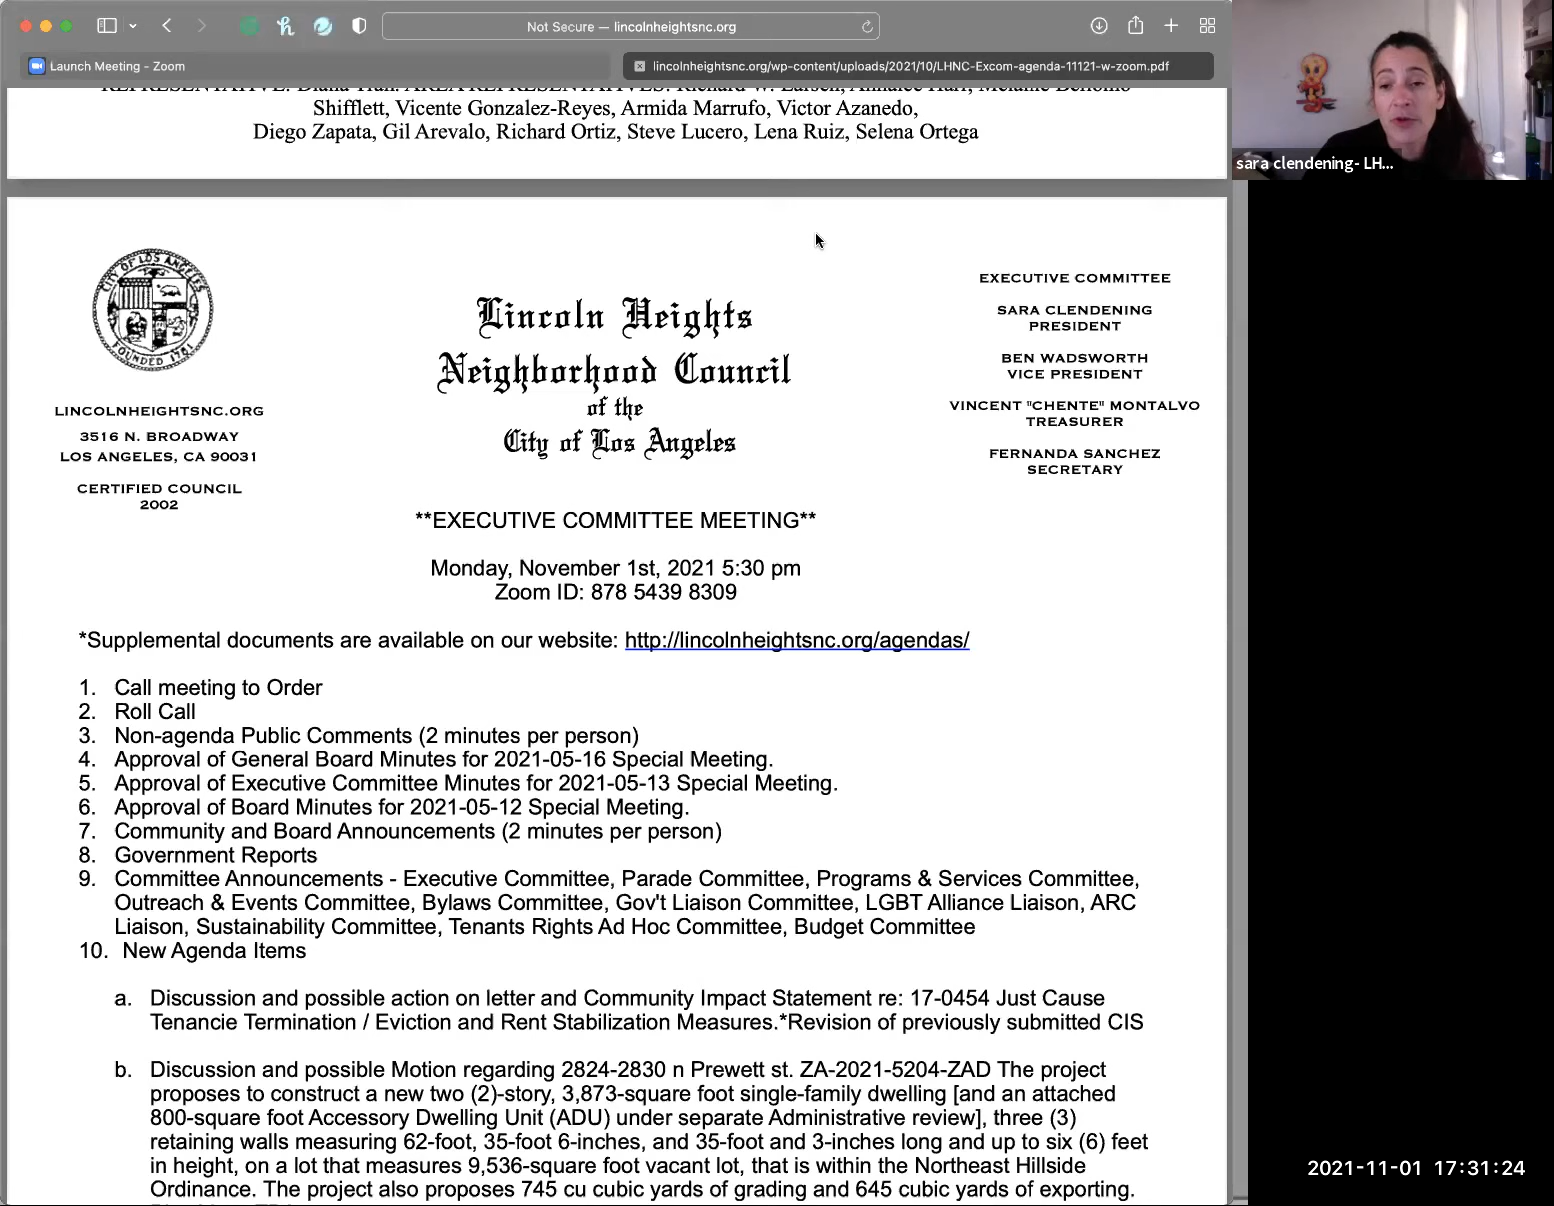 Not Secure — lincolnheightsnc.org
Launch Meeting - Zoom
lincolnheightsnc.org/wp-content/uploads/2021/10/LHNC-Excom-agenda-11121-w-zoom.pdf
sara clendening- LH...
Shifflett, Vicente Gonzalez-Reyes, Armida Marrufo, Victor Azanedo,
Diego Zapata, Gil Arevalo, Richard Ortiz, Steve Lucero, Lena Ruiz, Selena Ortega
CITY OF LOS ANGELES
FOUNDED 1781
LINCOLNHEIGHTSNC.ORG
3516 N. BROADWAY
LOS ANGELES, CA 90031
CERTIFIED COUNCIL
2002
Lincoln Heights
Neighborhood Council
of the
City of Los Angeles
EXECUTIVE COMMITTEE
SARA CLENDENING
PRESIDENT
BEN WADSWORTH
VICE PRESIDENT
VINCENT "CHENTE" MONTALVO
TREASURER
FERNANDA SANCHEZ
SECRETARY
**EXECUTIVE COMMITTEE MEETING**
Monday, November 1st, 2021 5:30 pm
Zoom ID: 878 5439 8309
*Supplemental documents are available on our website: http://lincolnheightsnc.org/agendas/
1. Call meeting to Order
2. Roll Call
3. Non-agenda Public Comments (2 minutes per person)
4. Approval of General Board Minutes for 2021-05-16 Special Meeting.
5. Approval of Executive Committee Minutes for 2021-05-13 Special Meeting.
6. Approval of Board Minutes for 2021-05-12 Special Meeting.
7. Community and Board Announcements (2 minutes per person)
8. Government Reports
9. Committee Announcements - Executive Committee, Parade Committee, Programs & Services Committee,
Outreach & Events Committee, Bylaws Committee, Gov't Liaison Committee, LGBT Alliance Liaison, ARC
Liaison, Sustainability Committee, Tenants Rights Ad Hoc Committee, Budget Committee
10. New Agenda Items
a. Discussion and possible action on letter and Community Impact Statement re: 17-0454 Just Cause
Tenancie Termination / Eviction and Rent Stabilization Measures.*Revision of previously submitted CIS
b. Discussion and possible Motion regarding 2824-2830 n Prewett st. ZA-2021-5204-ZAD The project
proposes to construct a new two (2)-story, 3,873-square foot single-family dwelling [and an attached
800-square foot Accessory Dwelling Unit (ADU) under separate Administrative review], three (3)
retaining walls measuring 62-foot, 35-foot 6-inches, and 35-foot and 3-inches long and up to six (6) feet
in height, on a lot that measures 9,536-square foot vacant lot, that is within the Northeast Hillside
Ordinance. The project also proposes 745 cu cubic yards of grading and 645 cubic yards of exporting.
2021-11-01 17:31:24